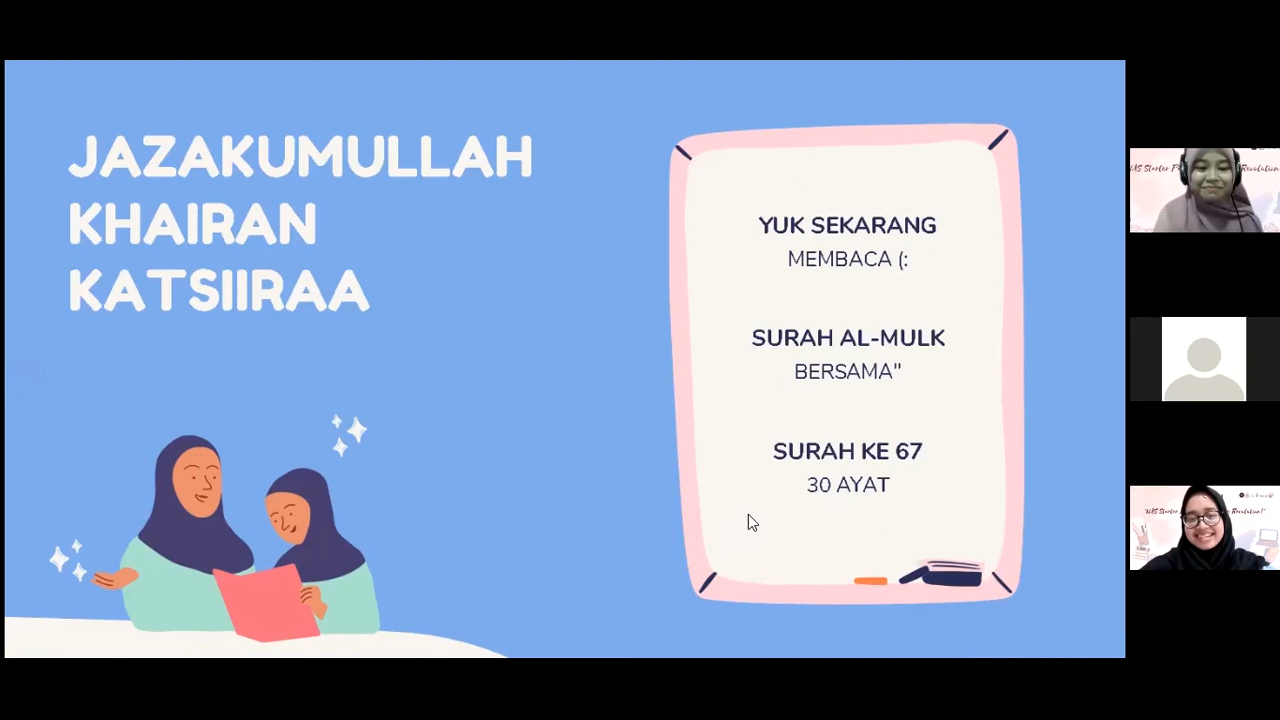 JAZAKUMULLAH
KHAIRAN
KATSIIRAA
YUK SEKARANG
MEMBACA (:
SURAH AL-MULK
BERSAMA"
SURAH KE 67
30 AYAT